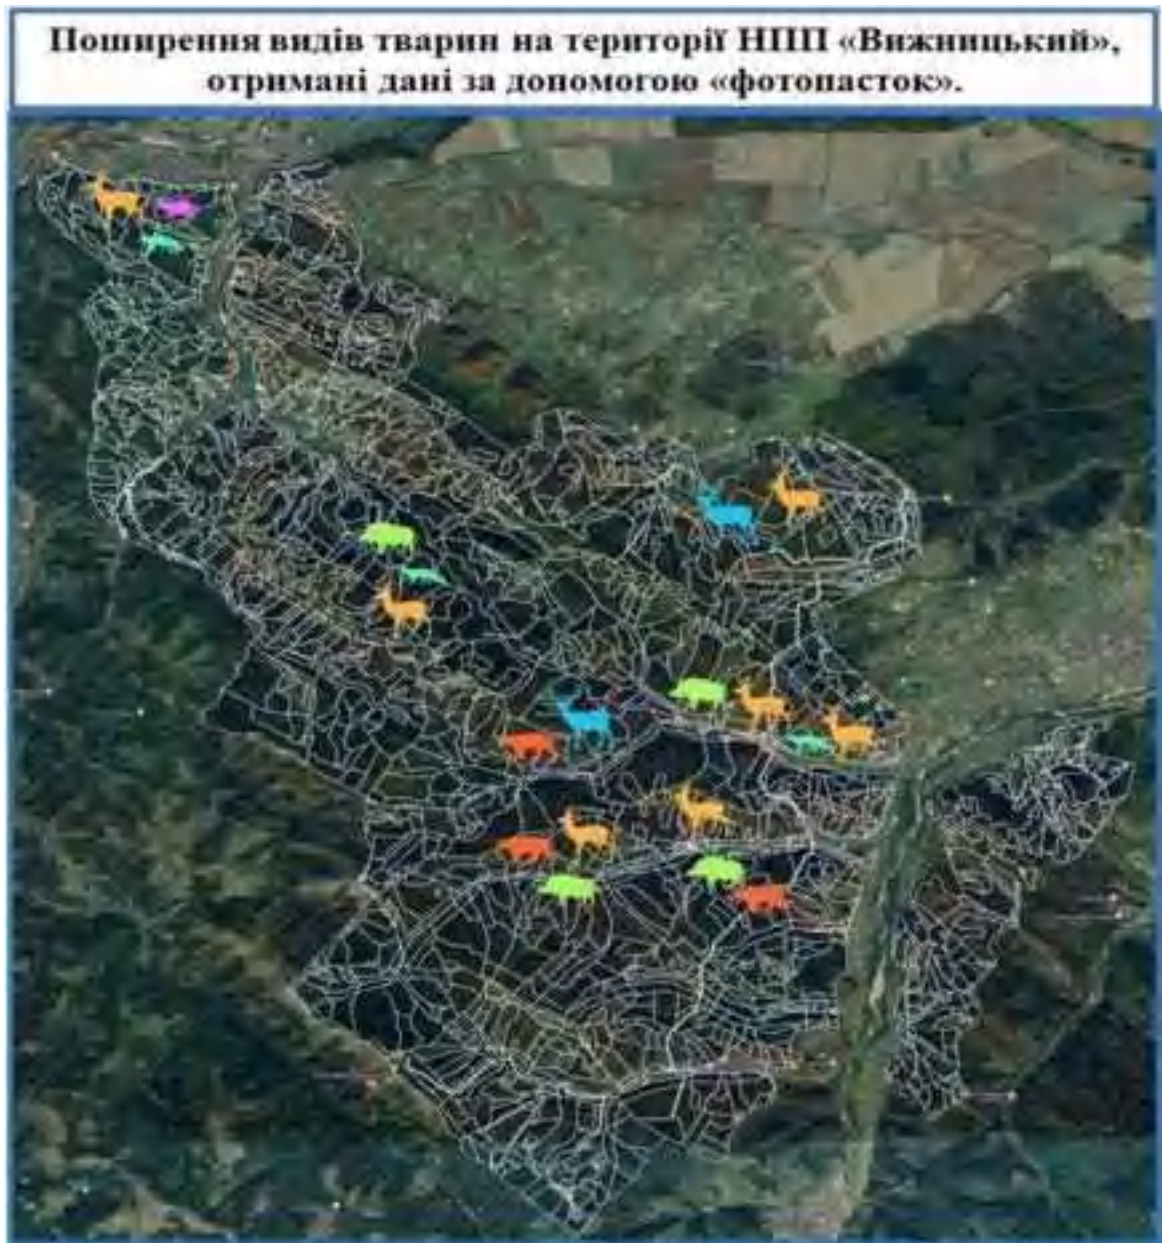 Поширення видів тварин на території НПП «Вижницький»,
отримані дані за допомогою «фотопасток».